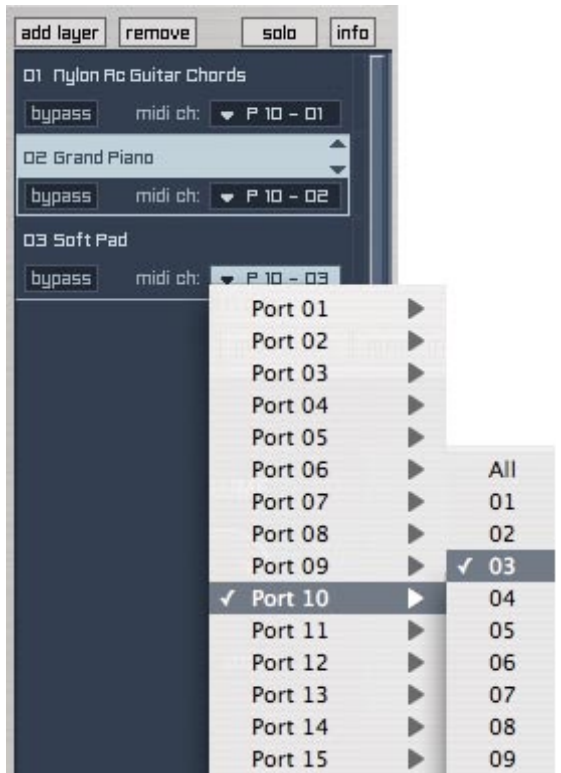 add layer remove solo info
01 Nylon Ac Guitar Chords
bypass midi ch: P 10 - 01
02 Grand Piano
bypass midi ch: P 10 - 02
03 Soft Pad
bypass midi ch: P 10 - 03
Port 01
Port 02
Port 03
Port 04
Port 05
Port 06
Port 07
Port 08
Port 09
✓ Port 10
Port 11
Port 12
Port 13
Port 14
Port 15
All
01
02
✓ 03
04
05
06
07
08
09